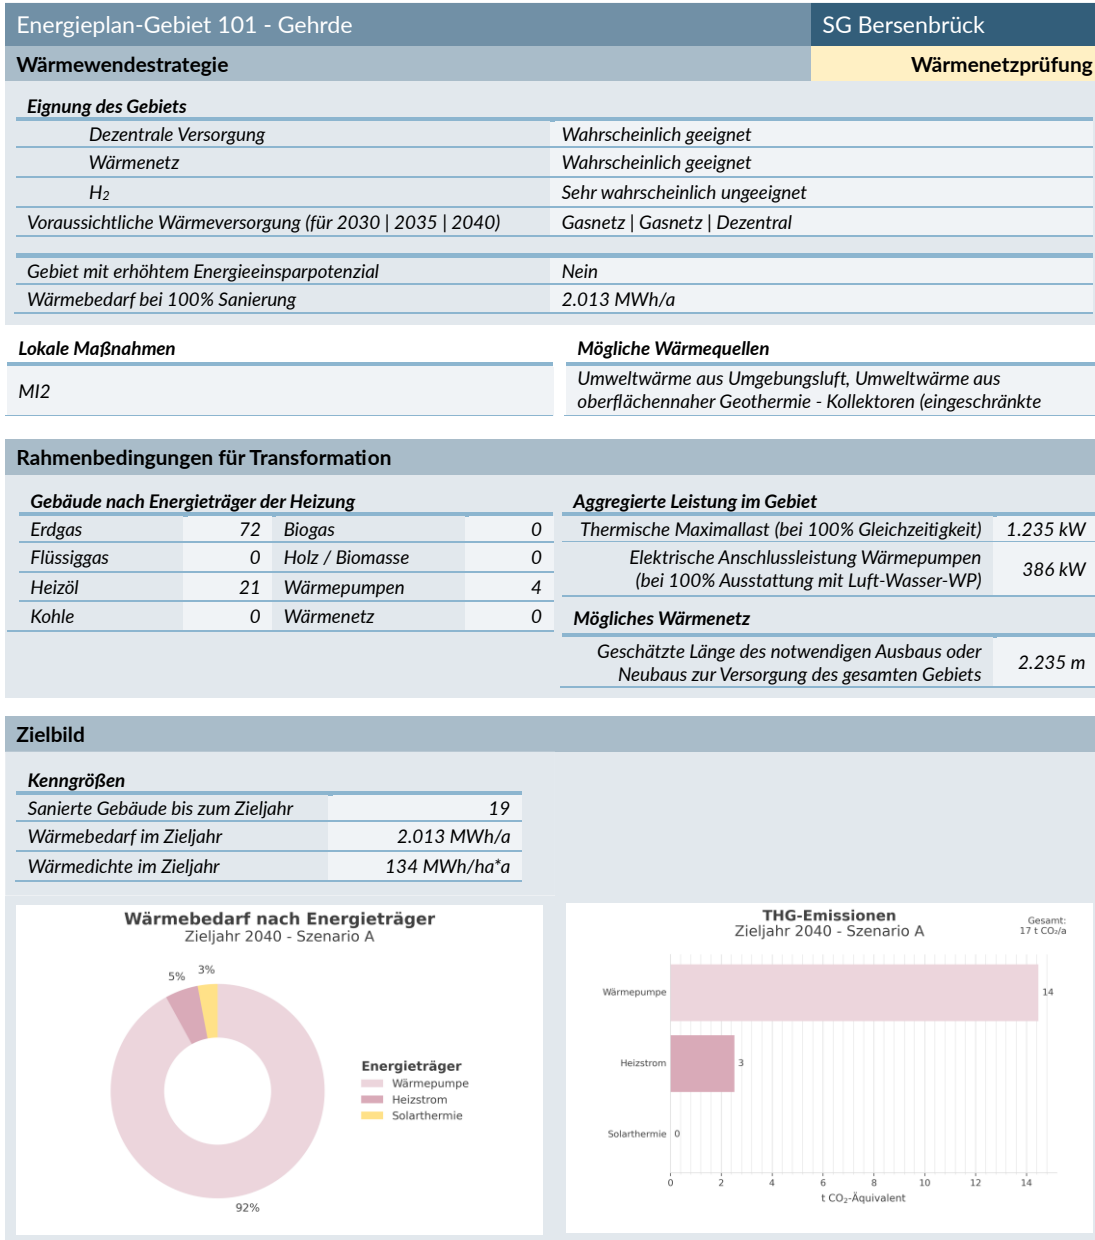 Energieplan-Gebiet 101 - Gehrde
SG Bersenbrück
Wärmewendestrategie
Wärmenetzprüfung
Eignung des Gebiets
Dezentrale Versorgung
Wahrscheinlich geeignet
Wärmenetz
Wahrscheinlich geeignet
H₂
Sehr wahrscheinlich ungeeignet
Voraussichtliche Wärmeversorgung (für 2030 | 2035 | 2040)
Gasnetz | Gasnetz | Dezentral
Gebiet mit erhöhtem Energieeinsparpotenzial
Nein
Wärmebedarf bei 100% Sanierung
2.013 MWh/a
Lokale Maßnahmen
MI2
Mögliche Wärmequellen
Umweltwärme aus Umgebungsluft, Umweltwärme aus
oberflächennaher Geothermie - Kollektoren (eingeschränkte
Rahmenbedingungen für Transformation
Gebäude nach Energieträger der Heizung
Erdgas 72 Biogas 0
Flüssiggas 0 Holz / Biomasse 0
Heizöl 21 Wärmepumpen 4
Kohle 0 Wärmenetz 0
Aggregierte Leistung im Gebiet
Thermische Maximallast (bei 100% Gleichzeitigkeit) 1.235 kW
Elektrische Anschlussleistung Wärmepumpen
(bei 100% Ausstattung mit Luft-Wasser-WP)
386 kW
Mögliches Wärmenetz
Geschätzte Länge des notwendigen Ausbaus oder
Neubaus zur Versorgung des gesamten Gebiets
2.235 m
Zielbild
Kenngrößen
Sanierte Gebäude bis zum Zieljahr 19
Wärmebedarf im Zieljahr 2.013 MWh/a
Wärmedichte im Zieljahr 134 MWh/ha*a
Wärmebedarf nach Energieträger
Zieljahr 2040 - Szenario A
5%
3%
92%
Energieträger
Wärmepumpe
Heizstrom
Solarthermie
THG-Emissionen
Zieljahr 2040 - Szenario A
Gesamt:
17 t CO₂/a
Wärmepumpe 14
Heizstrom 3
Solarthermie 0
0 2 4 6 8 10 12 14
t CO₂-Äquivalent